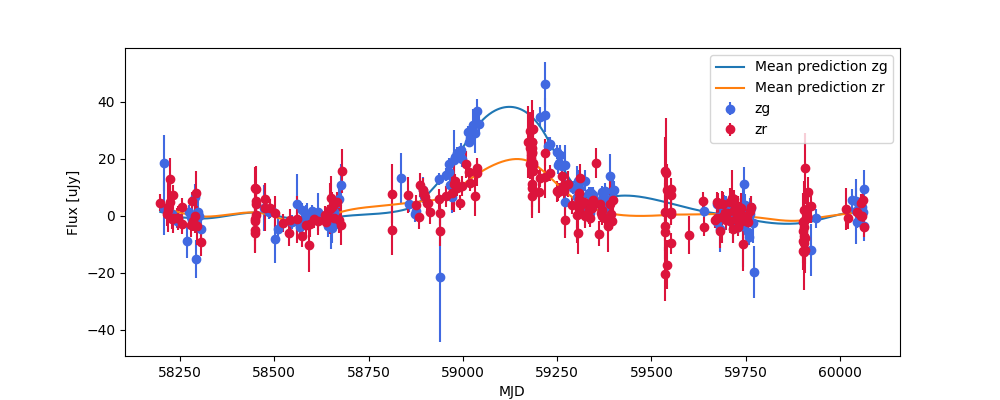 Mean prediction zg
Mean prediction zr
zg
zr
40
20
0
−20
−40
Flux [uJy]
58250
58500
58750
59000
59250
59500
59750
60000
MJD